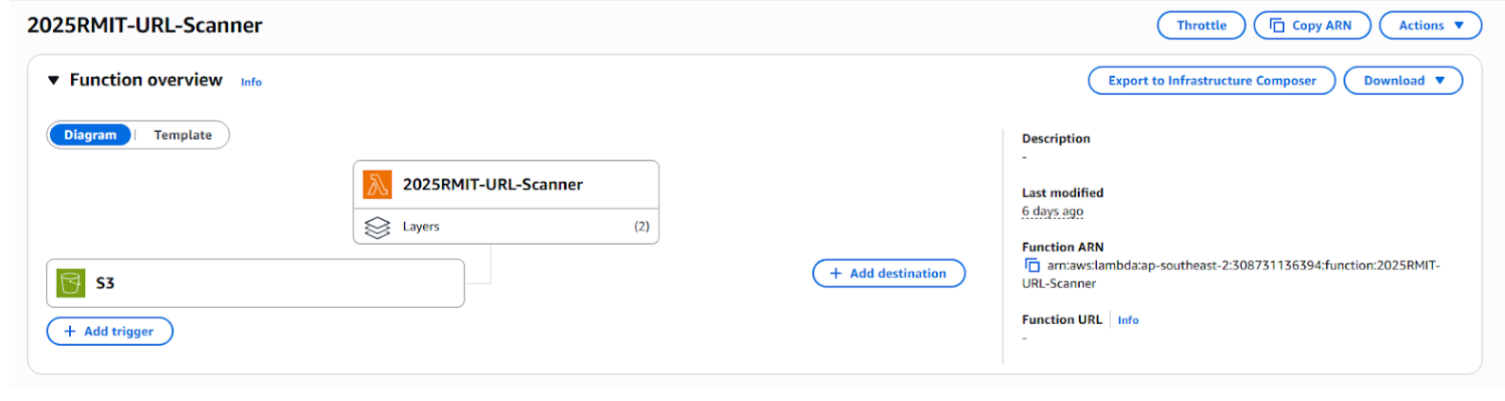 2025RMIT-URL-Scanner
Throttle
Copy ARN
Actions
Function overview
Info
Export to Infrastructure Composer
Download
Diagram
Template
2025RMIT-URL-Scanner
Layers
(2)
S3
+ Add trigger
+ Add destination
Description
-
Last modified
6 days ago
Function ARN
arn:aws:lambda:ap-southeast-2:308731136394:function:2025RMIT-
URL-Scanner
Function URL
Info
-